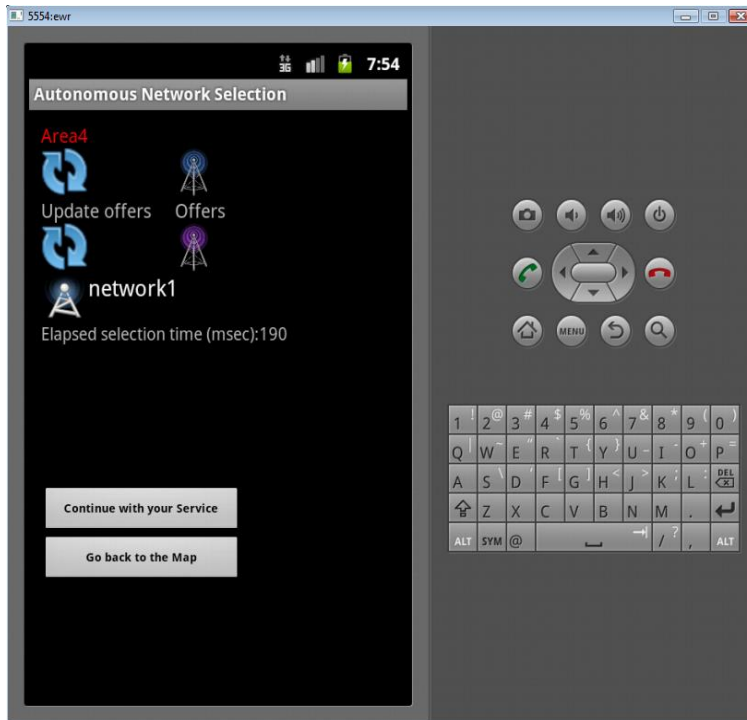 5554:ewr
3G 7:54
Autonomous Network Selection
Area4
Update offers Offers
network1
Elapsed selection time (msec):190
Continue with your Service
Go back to the Map
MENU
1 ! 2 @ 3 # 4 $ 5 % 6 ^ 7 & 8 * 9 ( 0 )
Q | W ~ E " R ` T { Y } U _ I - O + P =
A S \ D ' F [ G ] H < J > K ; L : DEL
Z X C V B N M .
ALT SYM @ / ? , ALT